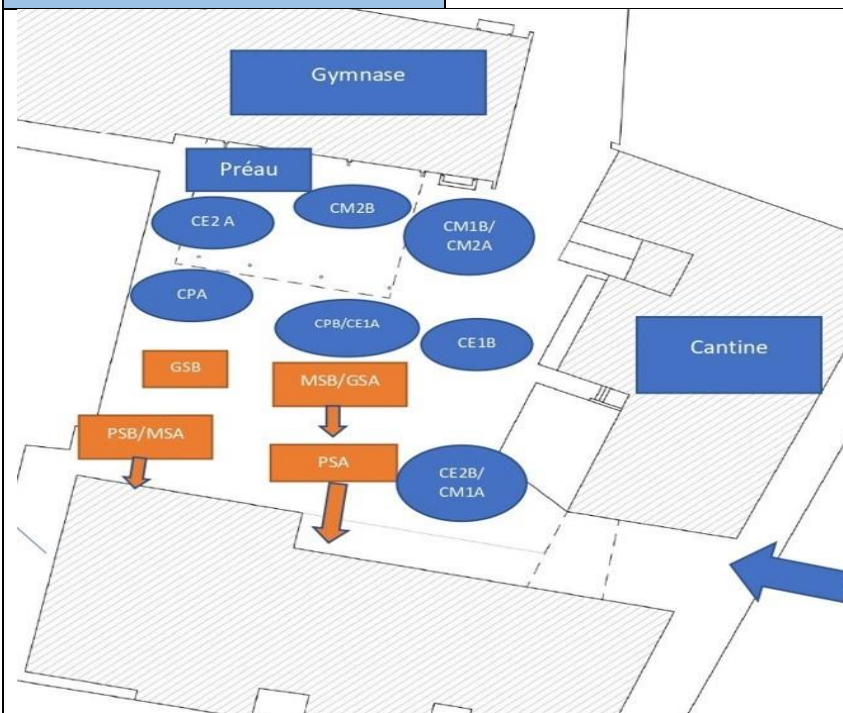 Gymnase
Préau
CM2B
CE2 A
CM1B/
CM2A
CPA
CPB/CE1A
CE1B
Cantine
GSB
MSB/GSA
PSB/MSA
PSA
CE2B/
CM1A